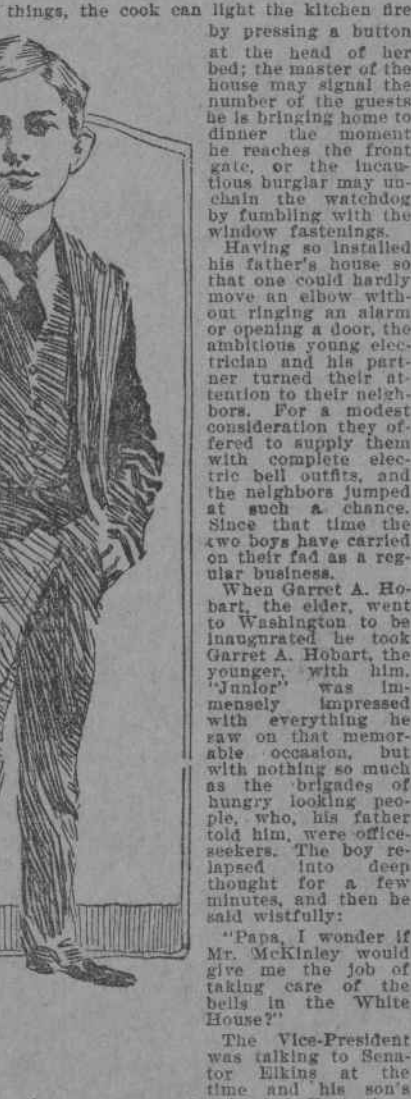 things, the cook can light the kitchen fire
by pressing a button
at the head of her
bed; the master of the
house may signal the
number of the guests
he is bringing home to
dinner the moment
he reaches the front
gate, or the incau-
tious burglar may un-
chain the watchdog
by fumbling with the
window fastenings.
Having so installed
his father's house so
that one could hardly
move an elbow with-
out ringing an alarm
or opening a door, the
ambitious young elec-
trician and his part-
ner turned their at-
tention to their neigh-
bors. For a modest
consideration they of-
fered to supply them
with complete elec-
tric bell outfits, and
the neighbors jumped
at such a chance.
Since that time the
two boys have carried
on their fad as a reg-
ular business.
When Garret A. Ho-
bart, the elder, went
to Washington to be
inaugurated he took
Garret A. Hobart, the
younger, with him.
"Junior" was im-
mensely impressed
with everything he
saw on that memor-
able occasion, but
with nothing so much
as the brigades of
hungry looking peo-
ple, who, his father
told him, were office-
seekers. The boy re-
lapsed into deep
thought for a few
minutes, and then he
said wistfully:
"Papa, I wonder if
Mr. McKinley would
give me the job of
taking care of the
bells in the White
House?"
The Vice-President
was talking to Sena-
tor Elkins at the
time and his son's